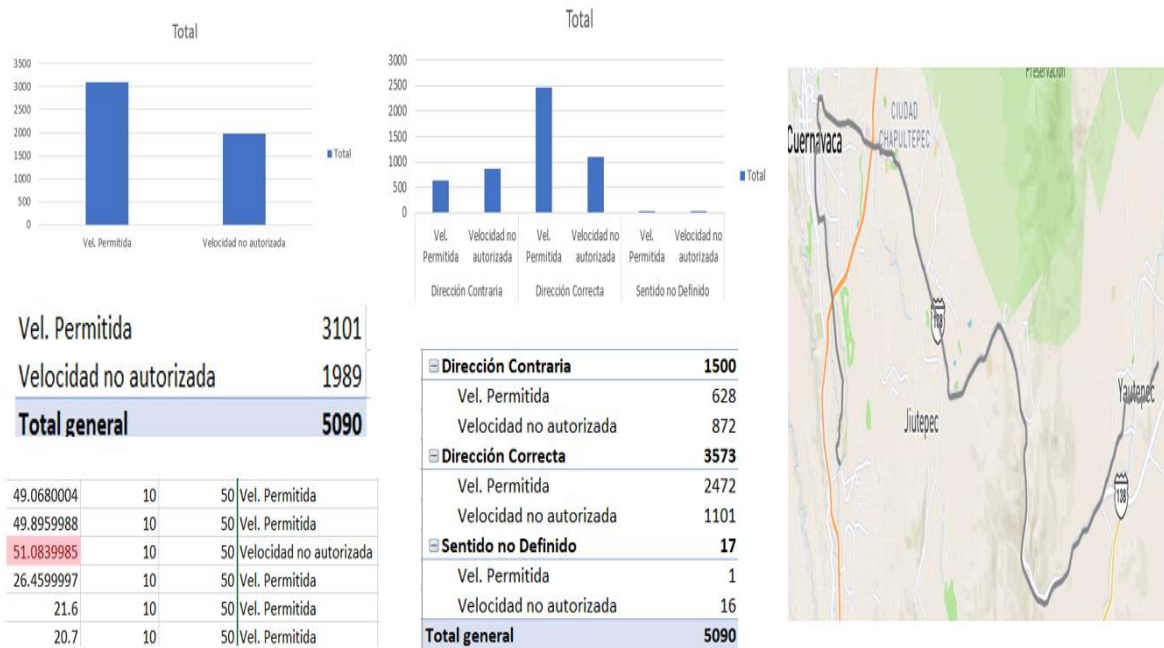 Total
3500
3000
2500
2000
1500
1000
500
0
Vel. Permitida Velocidad no autorizada
Total
Vel. Permitida 3101
Velocidad no autorizada 1989
Total general 5090
49.0680004 10 50 Vel. Permitida
49.8959988 10 50 Vel. Permitida
51.0839985 10 50 Velocidad no autorizada
26.4599997 10 50 Vel. Permitida
21.6 10 50 Vel. Permitida
20.7 10 50 Vel. Permitida
Total
3000
2500
2000
1500
1000
500
0
Vel. Velocidad no Vel. Velocidad no Vel. Velocidad no
Permitida autorizada Permitida autorizada Permitida autorizada
Dirección Contraria Dirección Correcta Sentido no Definido
Total
Dirección Contraria 1500
Vel. Permitida 628
Velocidad no autorizada 872
Dirección Correcta 3573
Vel. Permitida 2472
Velocidad no autorizada 1101
Sentido no Definido 17
Vel. Permitida 1
Velocidad no autorizada 16
Total general 5090
Preservación
CIUDAD
CHAPULTEPEC
Cuernavaca
138
Jiutepec
Yautepec
138